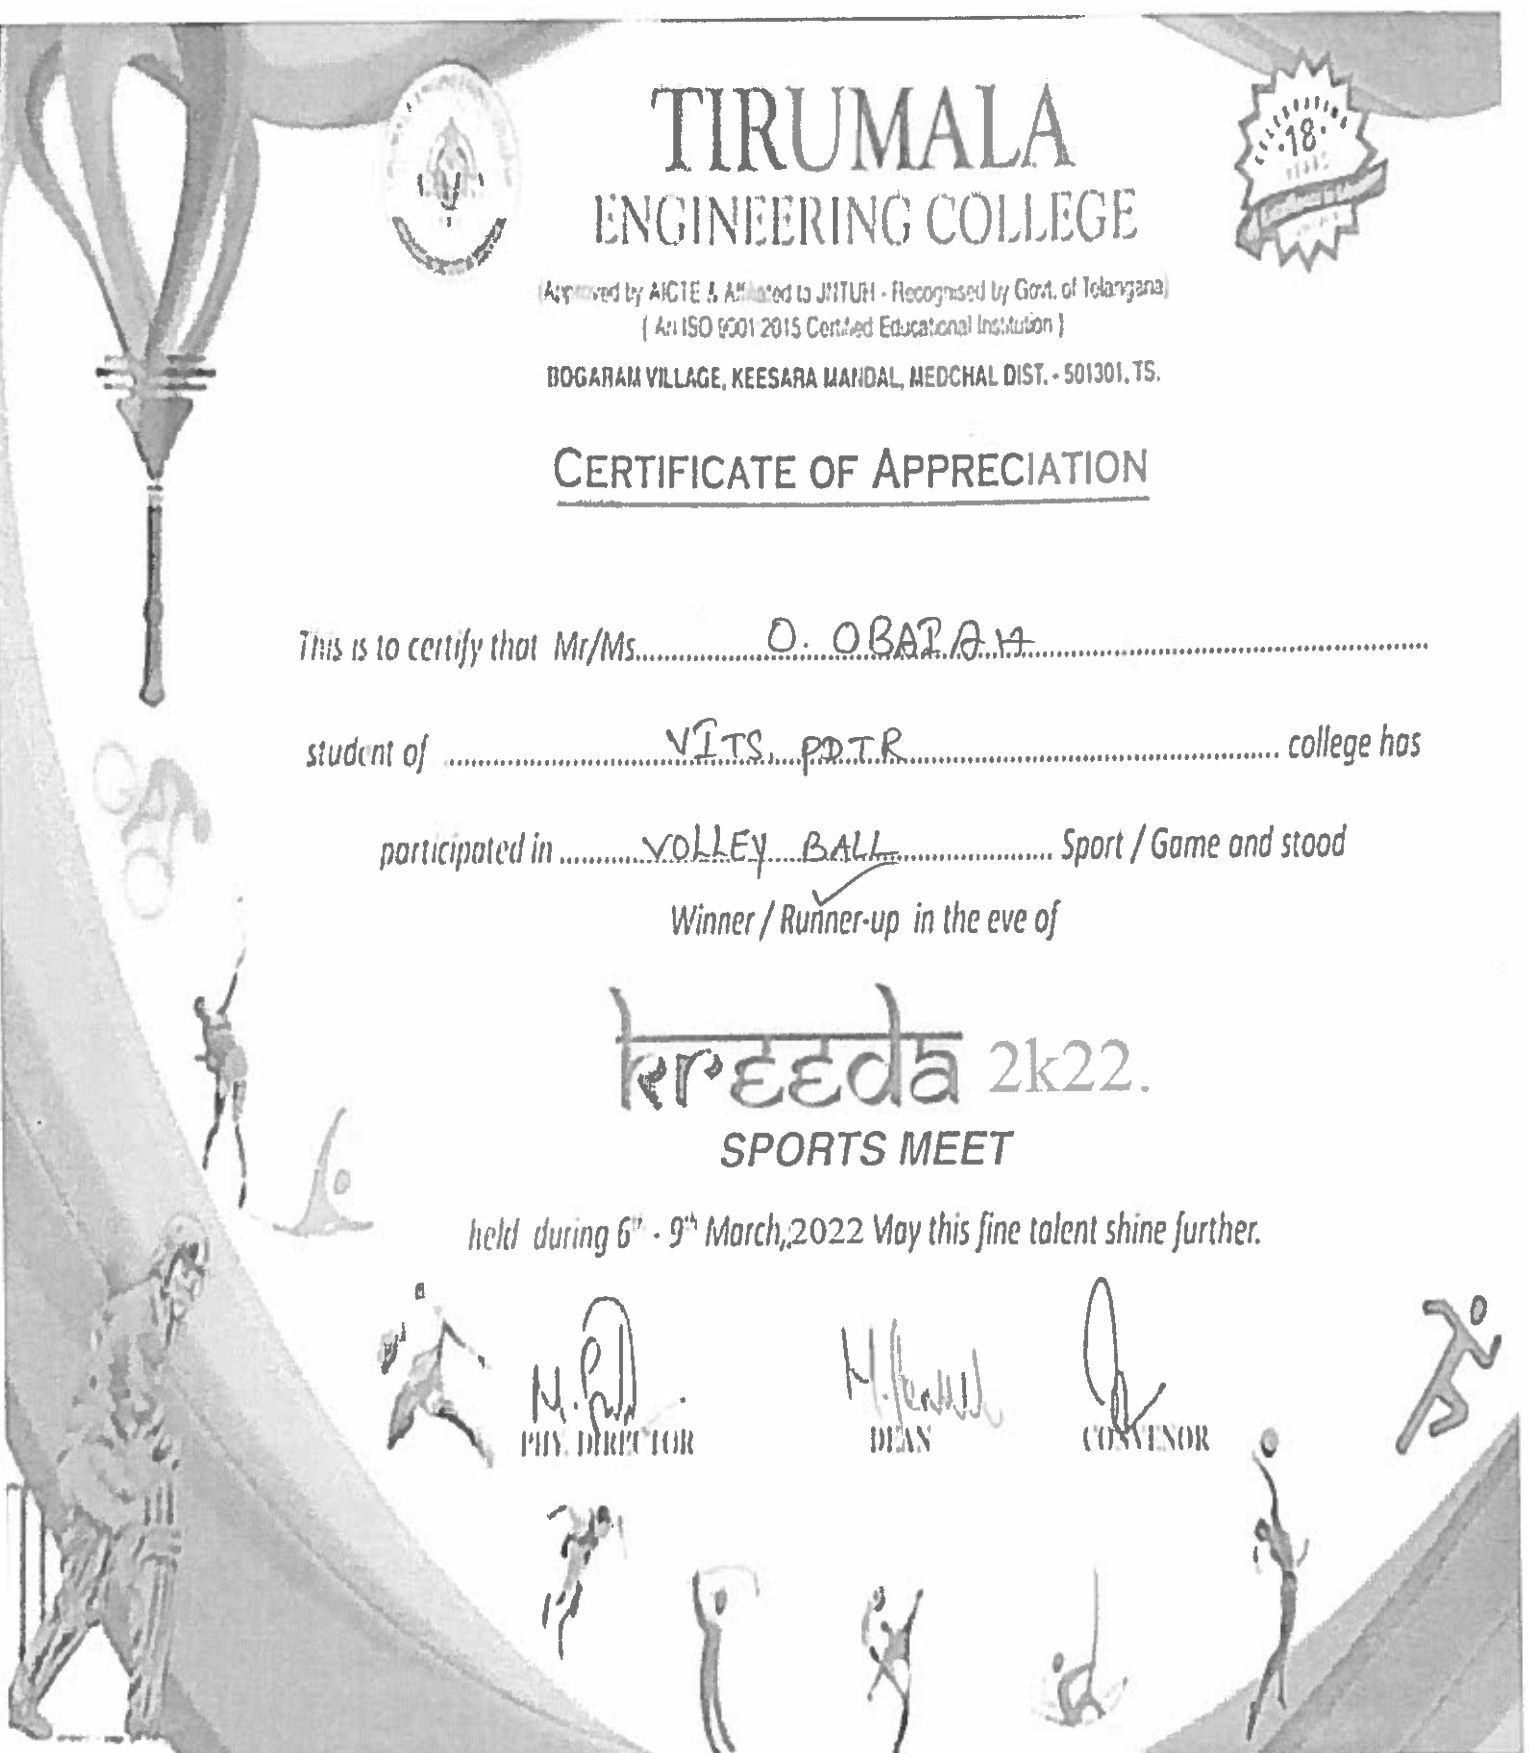 TIRUMALA
18
ENGINEERING COLLEGE
(Approved by AICTE & Affiliated to JNTUH - Recognised by Govt. of Telangana)
( An ISO 9001:2015 Certified Educational Institution )
BOGARAM VILLAGE, KEESARA MANDAL, MEDCHAL DIST. - 501301, TS.
CERTIFICATE OF APPRECIATION
This is to certify that Mr/Ms. O. OBAIAH
student of VITS, PDTR college has
participated in VOLLEY BALL Sport / Game and stood
Winner / Runner-up in the eve of
kreeda 2k22.
SPORTS MEET
held during 6th - 9th March,2022 May this fine talent shine further.
PHY. DIRECTOR DEAN CONVENOR